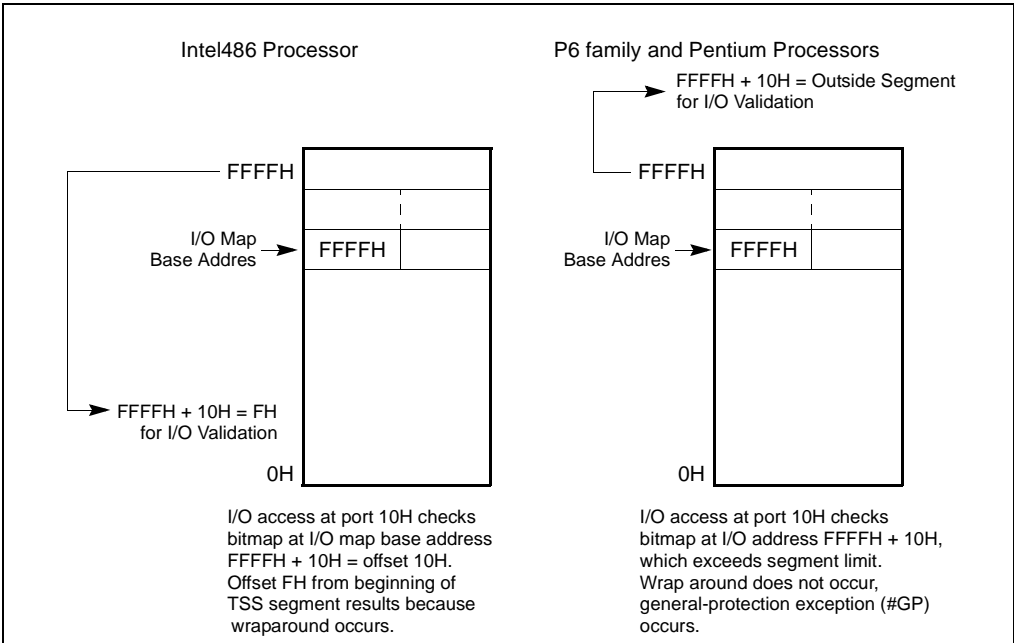 Intel486 Processor
FFFFH
I/O Map
Base Addres
FFFFH
FFFFH + 10H = FH
for I/O Validation
0H
I/O access at port 10H checks
bitmap at I/O map base address
FFFFH + 10H = offset 10H.
Offset FH from beginning of
TSS segment results because
wraparound occurs.
P6 family and Pentium Processors
FFFFH + 10H = Outside Segment
for I/O Validation
FFFFH
I/O Map
Base Addres
FFFFH
0H
I/O access at port 10H checks
bitmap at I/O address FFFFH + 10H,
which exceeds segment limit.
Wrap around does not occur,
general-protection exception (#GP)
occurs.